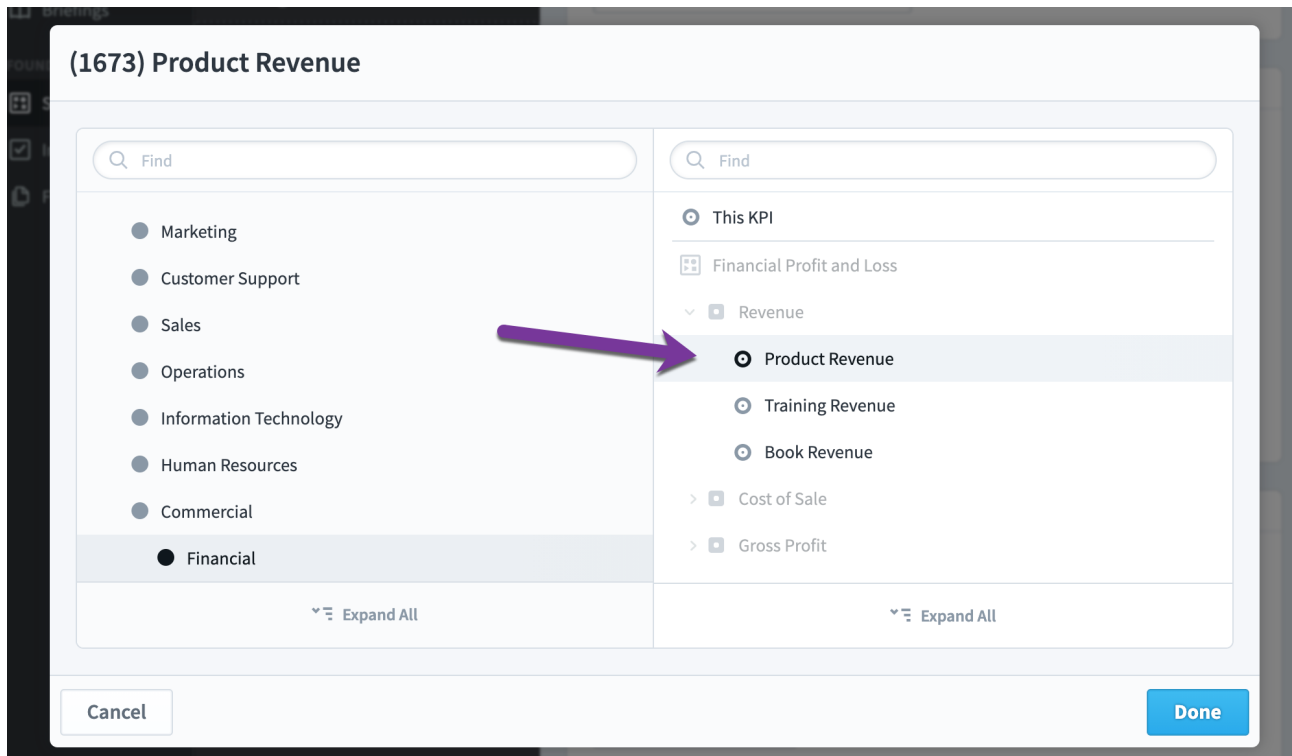 Briefings
(1673) Product Revenue
Find
Marketing
Customer Support
Sales
Operations
Information Technology
Human Resources
Commercial
Financial
Expand All
Find
This KPI
Financial Profit and Loss
Revenue
Product Revenue
Training Revenue
Book Revenue
Cost of Sale
Gross Profit
Expand All
Cancel
Done